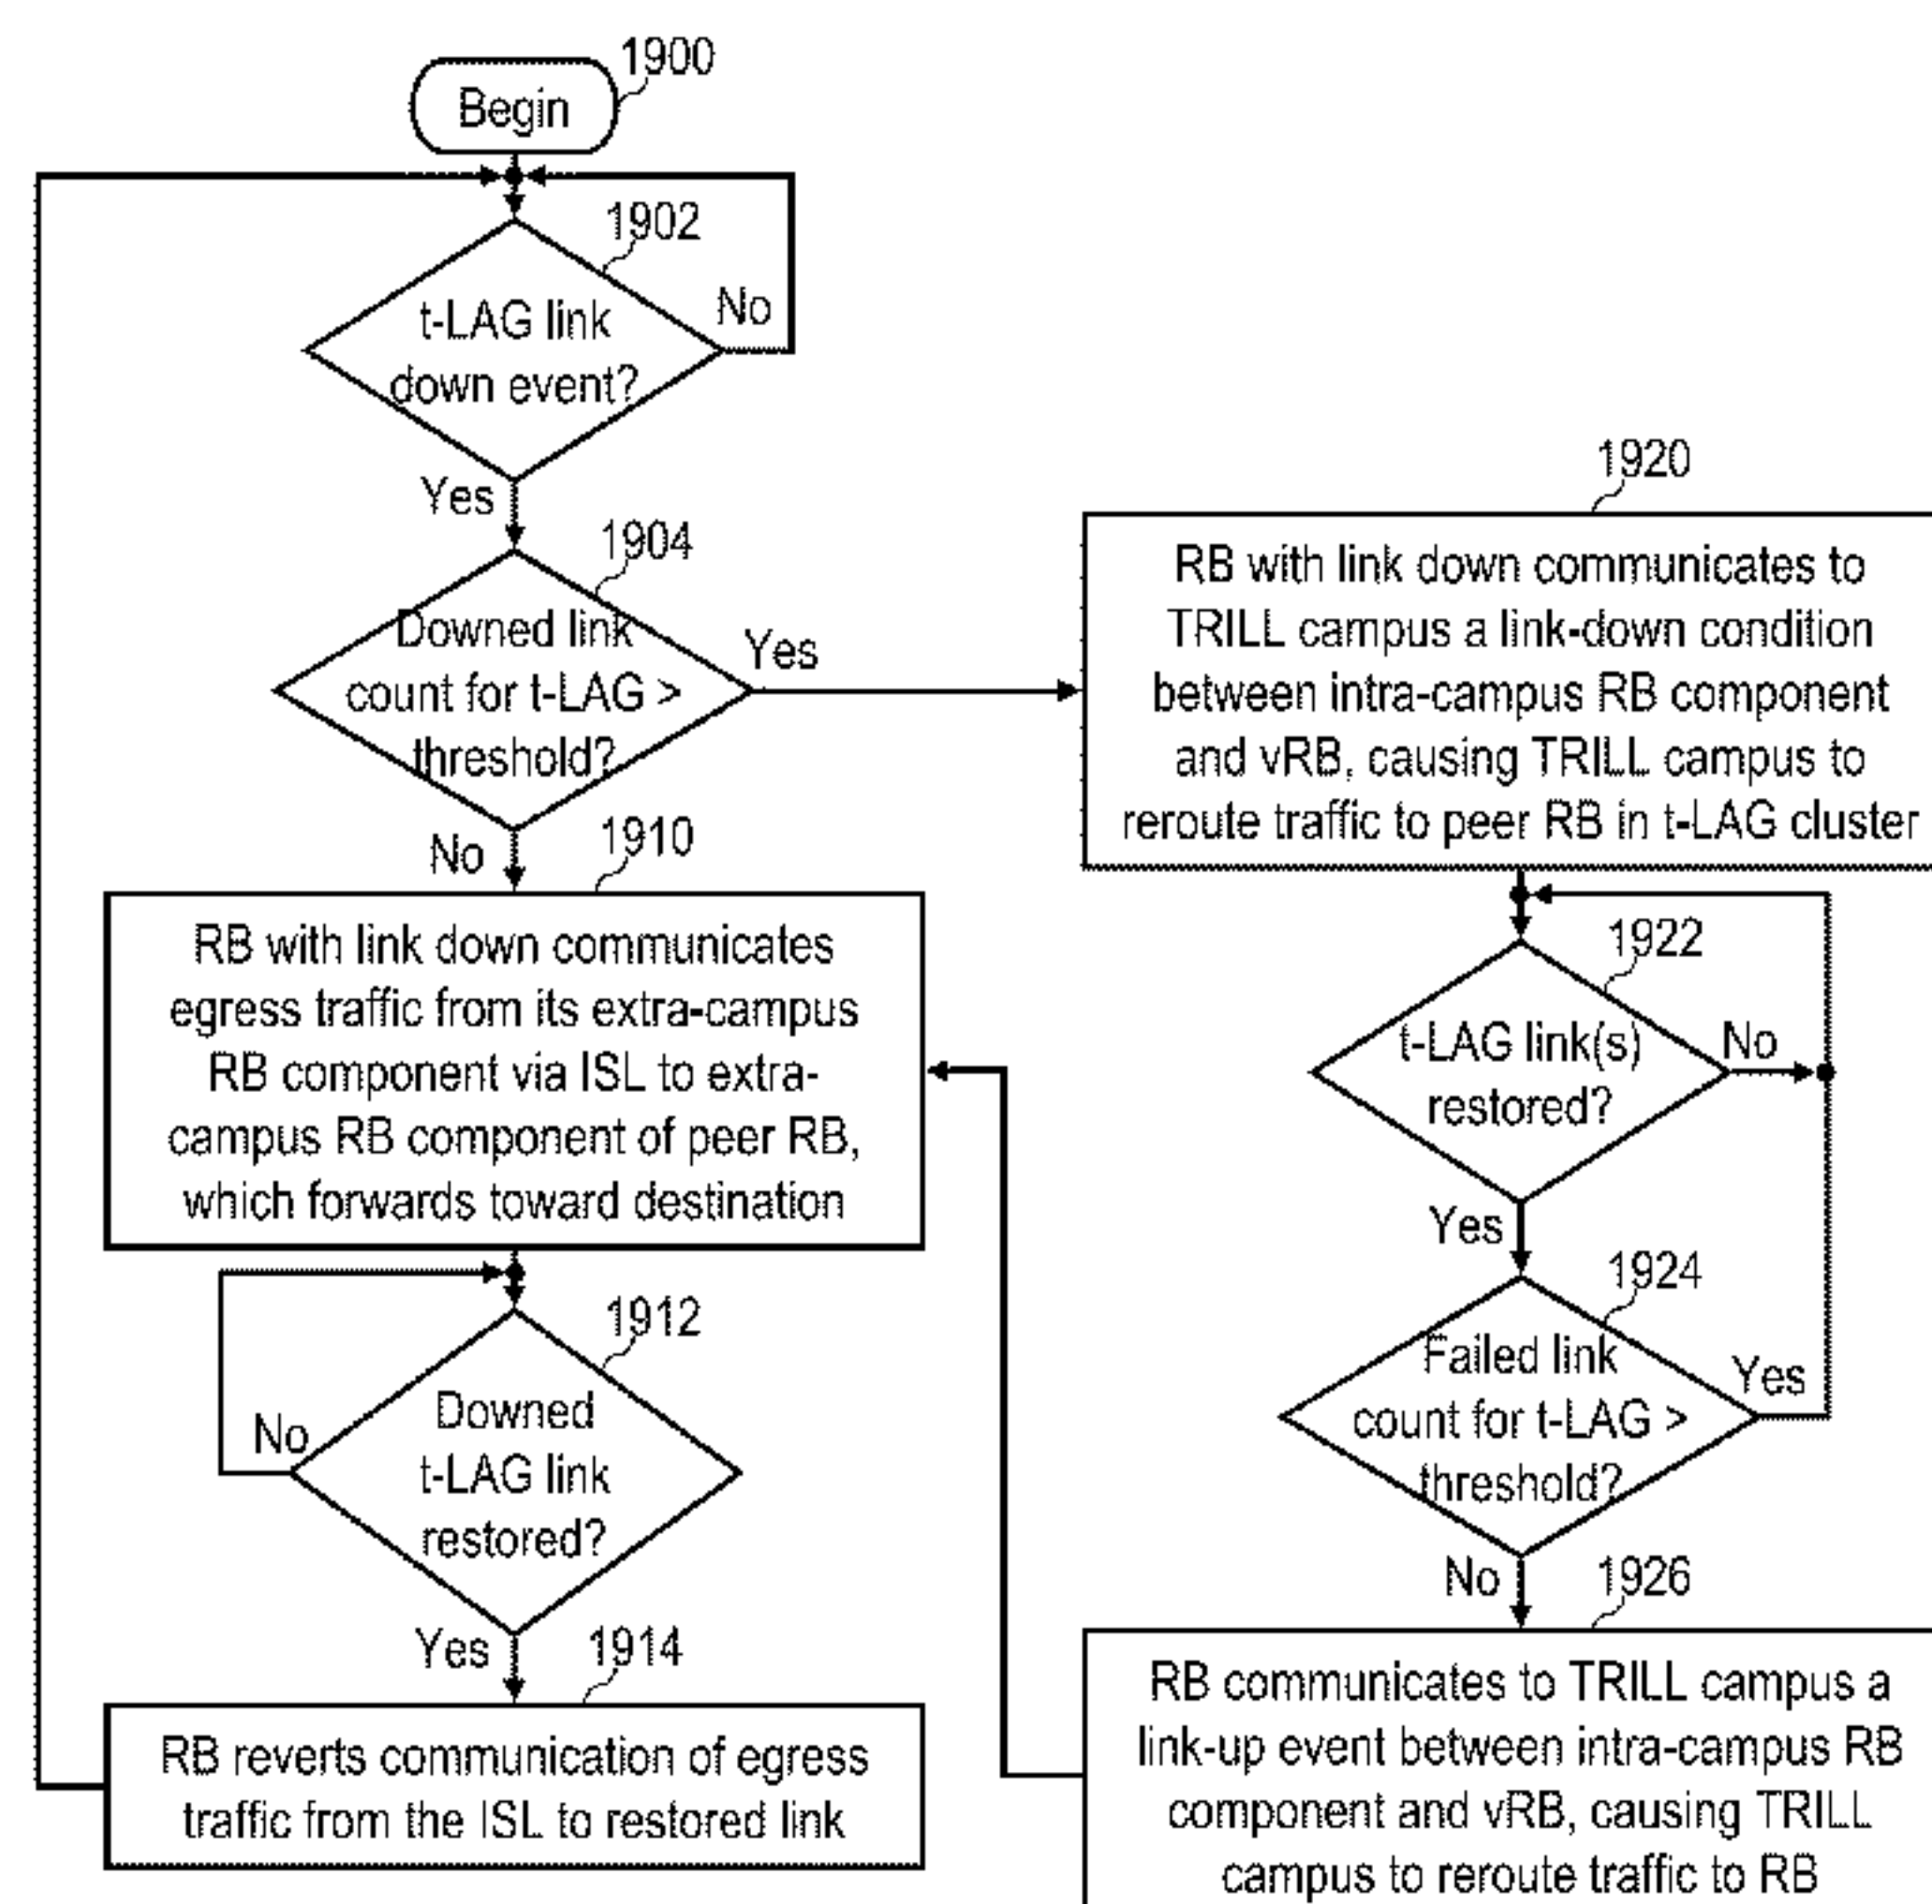 1900
Begin
1902
t-LAG link
down event?
No
Yes
1904
Downed link
count for t-LAG >
threshold?
Yes
No
1910
RB with link down communicates
egress traffic from its extra-campus
RB component via ISL to extra-
campus RB component of peer RB,
which forwards toward destination
1912
Downed
t-LAG link
restored?
No
Yes
1914
RB reverts communication of egress
traffic from the ISL to restored link
1920
RB with link down communicates to
TRILL campus a link-down condition
between intra-campus RB component
and vRB, causing TRILL campus to
reroute traffic to peer RB in t-LAG cluster
1922
t-LAG link(s)
restored?
No
Yes
1924
Failed link
count for t-LAG >
threshold?
Yes
No
1926
RB communicates to TRILL campus a
link-up event between intra-campus RB
component and vRB, causing TRILL
campus to reroute traffic to RB